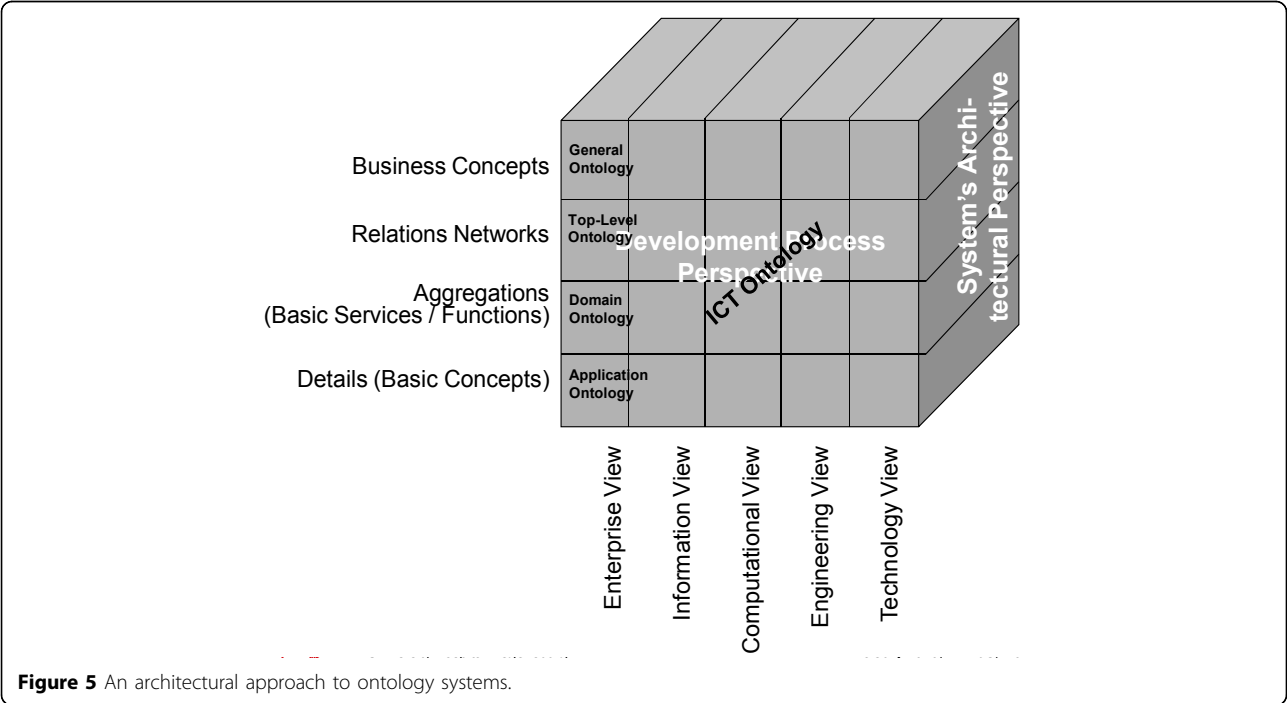 Business Concepts
Relations Networks
Aggregations
(Basic Services / Functions)
Details (Basic Concepts)
General
Ontology
Top-Level
Ontology
Domain
Ontology
Application
Ontology
Development Process
Perspective
ICT Ontology
System's Archi-
tectural Perspective
Enterprise View
Information View
Computational View
Engineering View
Technology View
Figure 5 An architectural approach to ontology systems.